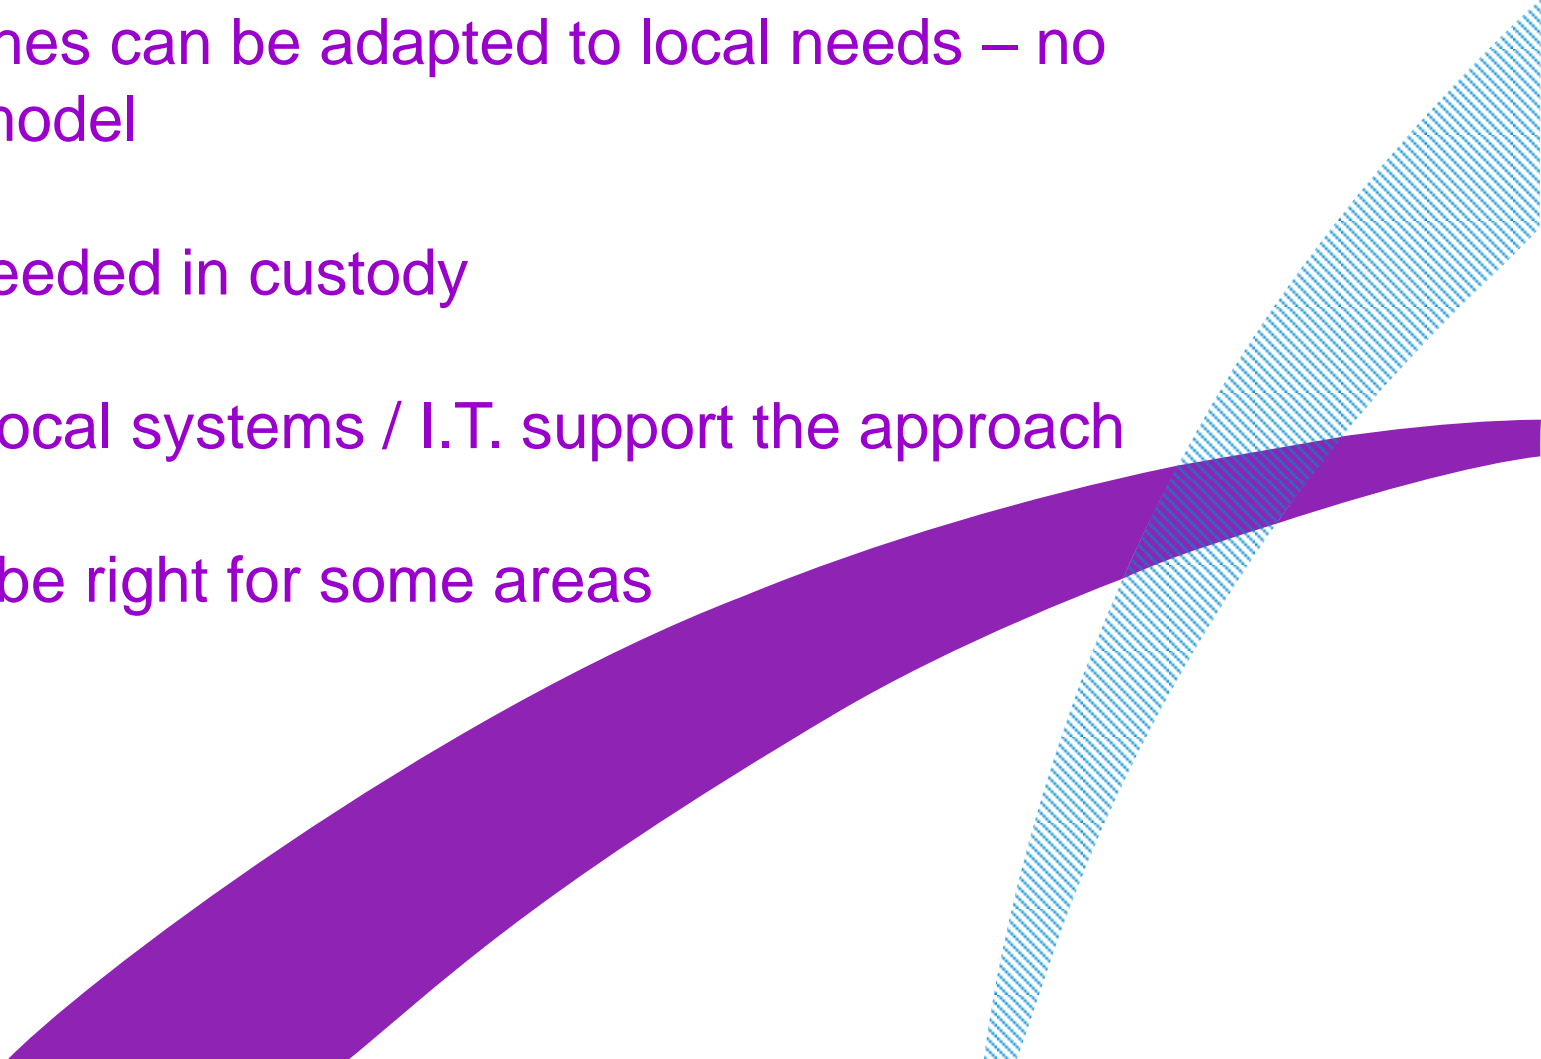 nes can be adapted to local needs – no
nodel
eeded in custody
ocal systems / I.T. support the approach
be right for some areas